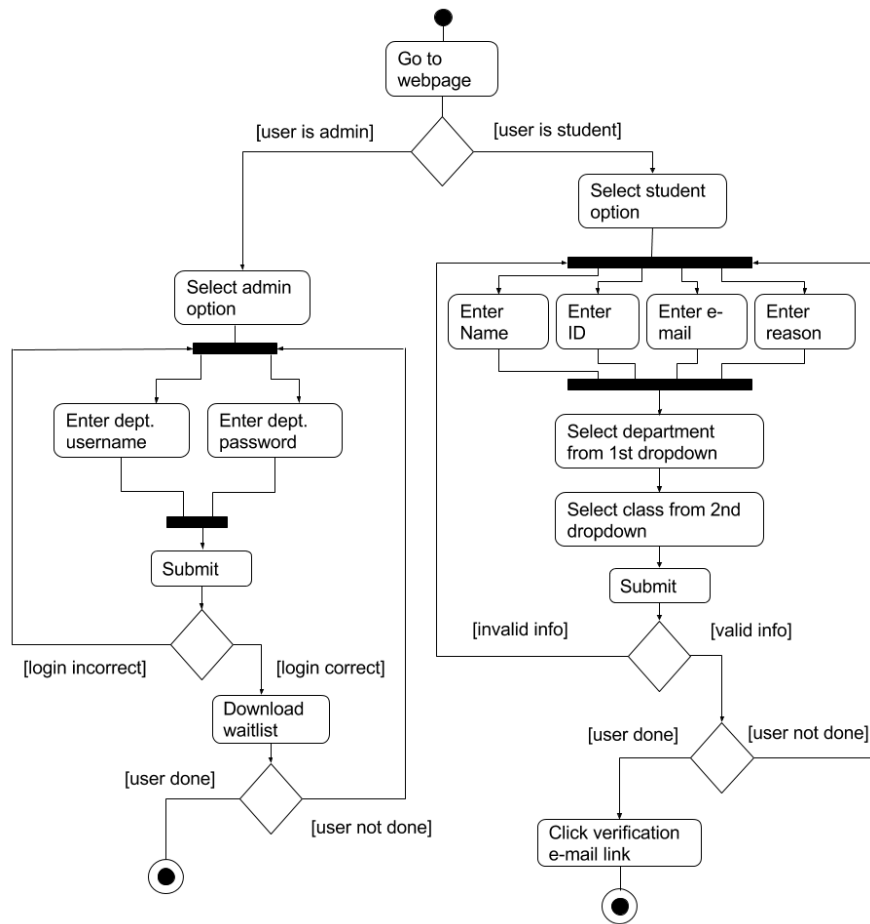 Go to
webpage
[user is admin]
[user is student]
Select student
option
Select admin
option
Enter
Name
Enter
ID
Enter e-
mail
Enter
reason
Enter dept.
username
Enter dept.
password
Select department
from 1st dropdown
Select class from 2nd
dropdown
Submit
Submit
[invalid info]
[valid info]
[login incorrect]
[login correct]
Download
waitlist
[user done]
[user not done]
[user done]
[user not done]
Click verification
e-mail link